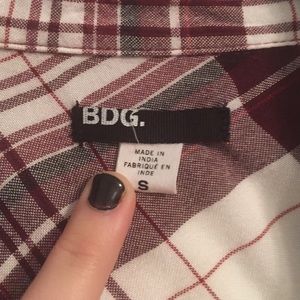 BDG.
MADE IN
INDIA
FABRIQUÉ EN
INDE
S